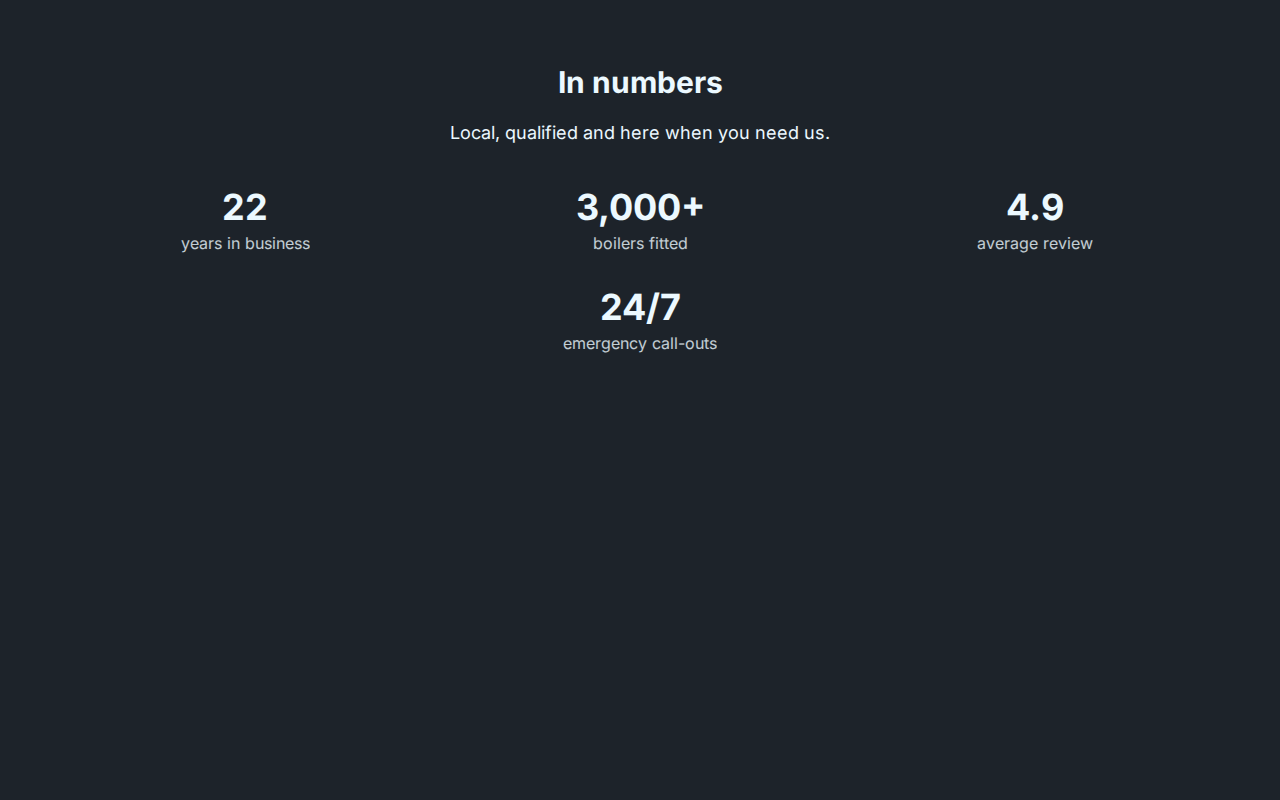 In numbers
Local, qualified and here when you need us.
22
years in business
3,000+
boilers fitted
4.9
average review
24/7
emergency call-outs